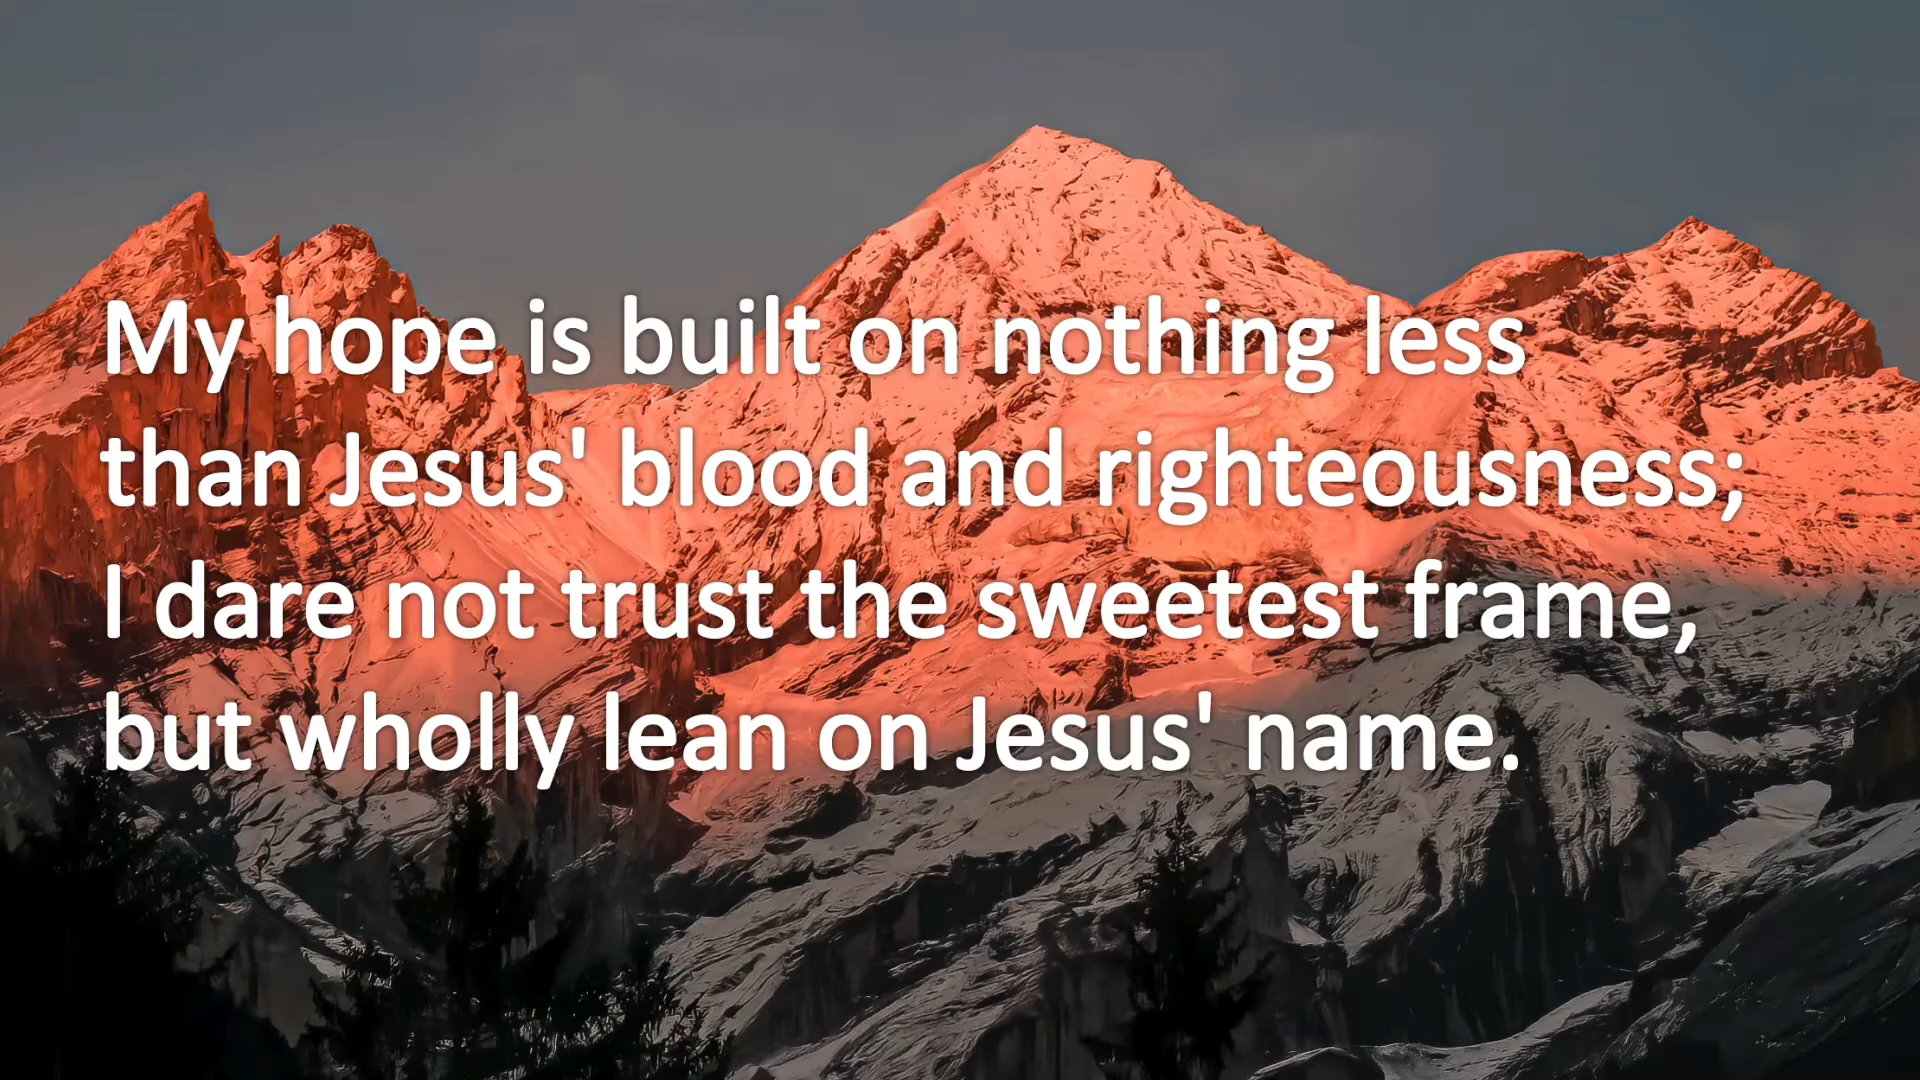 My hope is built on nothing less
than Jesus' blood and righteousness;
I dare not trust the sweetest frame,
but wholly lean on Jesus' name.